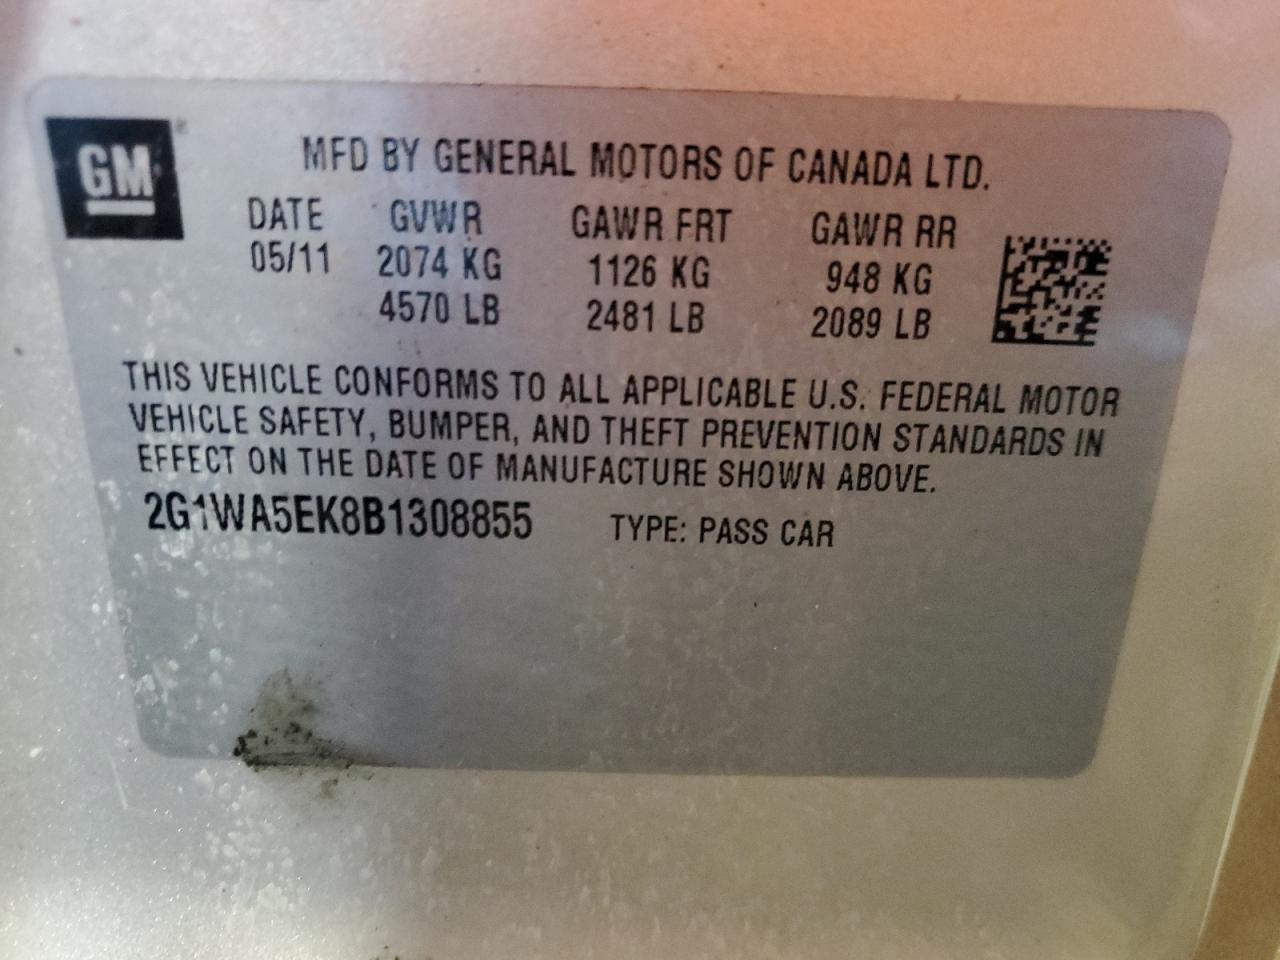 GM
MFD BY GENERAL MOTORS OF CANADA LTD.
DATE GVWR GAWR FRT GAWR RR
05/11 2074 KG 1126 KG 948 KG
4570 LB 2481 LB 2089 LB
THIS VEHICLE CONFORMS TO ALL APPLICABLE U.S. FEDERAL MOTOR
VEHICLE SAFETY, BUMPER, AND THEFT PREVENTION STANDARDS IN
EFFECT ON THE DATE OF MANUFACTURE SHOWN ABOVE.
2G1WA5EK8B1308855 TYPE: PASS CAR